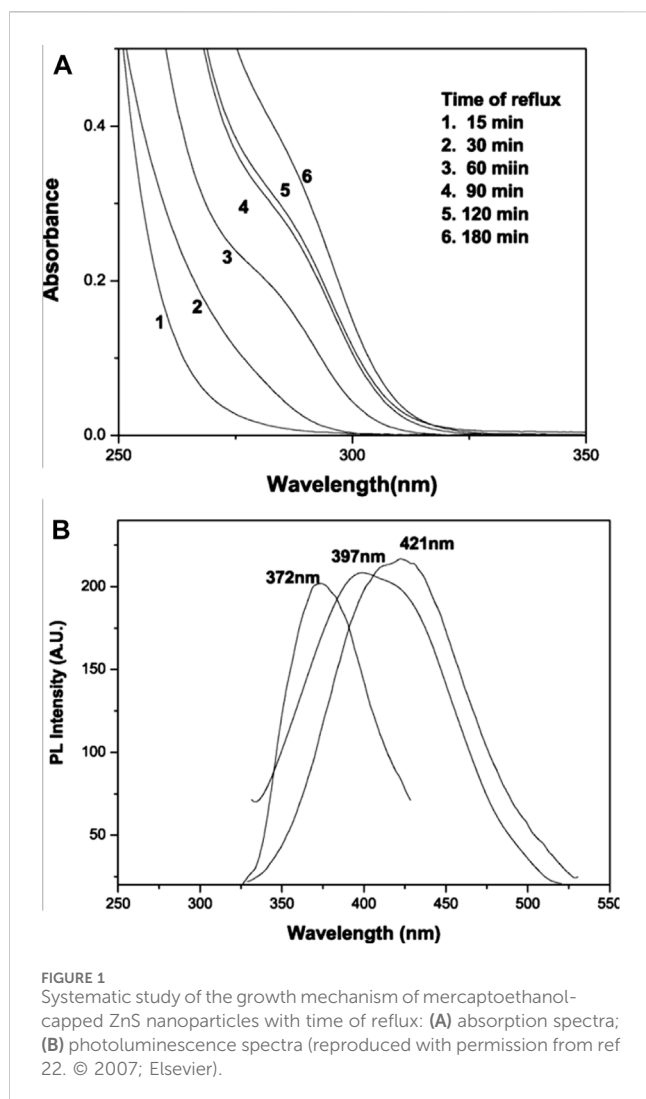 A
Time of reflux
1. 15 min
2. 30 min
3. 60 miin
4. 90 min
5. 120 min
6. 180 min
0.4
0.2
0.0
Absorbance
1
2
3
4
5
6
250
300
350
Wavelength(nm)
B
372nm
397nm
421nm
200
150
100
50
PL Intensity (A.U.)
250
300
350
400
450
500
550
Wavelength (nm)
FIGURE 1
Systematic study of the growth mechanism of mercaptoethanol-
capped ZnS nanoparticles with time of reflux: (A) absorption spectra;
(B) photoluminescence spectra (reproduced with permission from ref
22. © 2007; Elsevier).